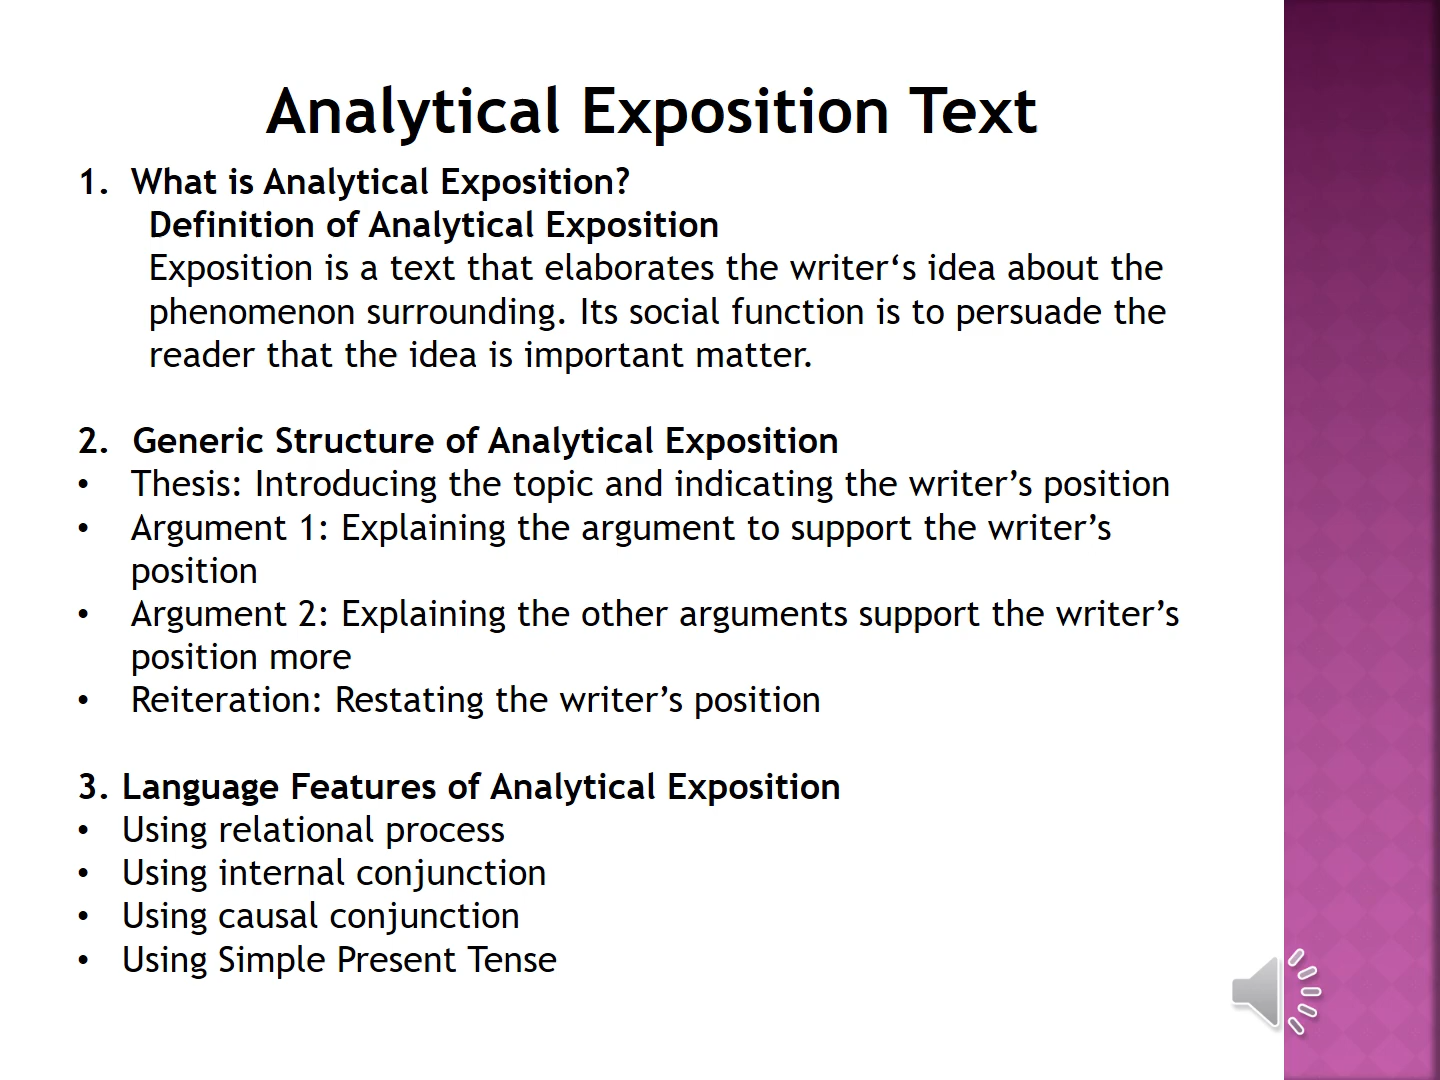 Analytical Exposition Text
1. What is Analytical Exposition?
Definition of Analytical Exposition
Exposition is a text that elaborates the writer‘s idea about the
phenomenon surrounding. Its social function is to persuade the
reader that the idea is important matter.
2. Generic Structure of Analytical Exposition
• Thesis: Introducing the topic and indicating the writer’s position
• Argument 1: Explaining the argument to support the writer’s
position
• Argument 2: Explaining the other arguments support the writer’s
position more
• Reiteration: Restating the writer’s position
3. Language Features of Analytical Exposition
• Using relational process
• Using internal conjunction
• Using causal conjunction
• Using Simple Present Tense